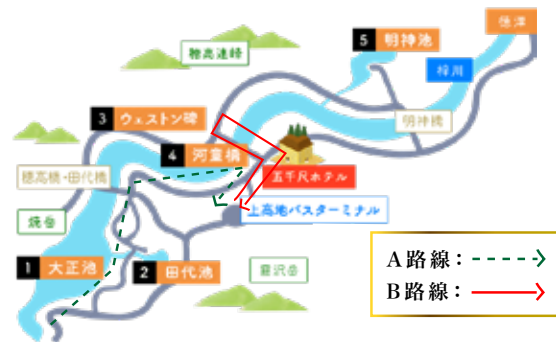 徳澤
5 明神池
穂高連峰
梓川
3 ウェストン碑
明神橋
4 河童橋
穂高橋・田代橋
五千尺ホテル
焼岳
上高地バスターミナル
1 大正池
2 田代池
霞沢岳
A路線：
B路線：